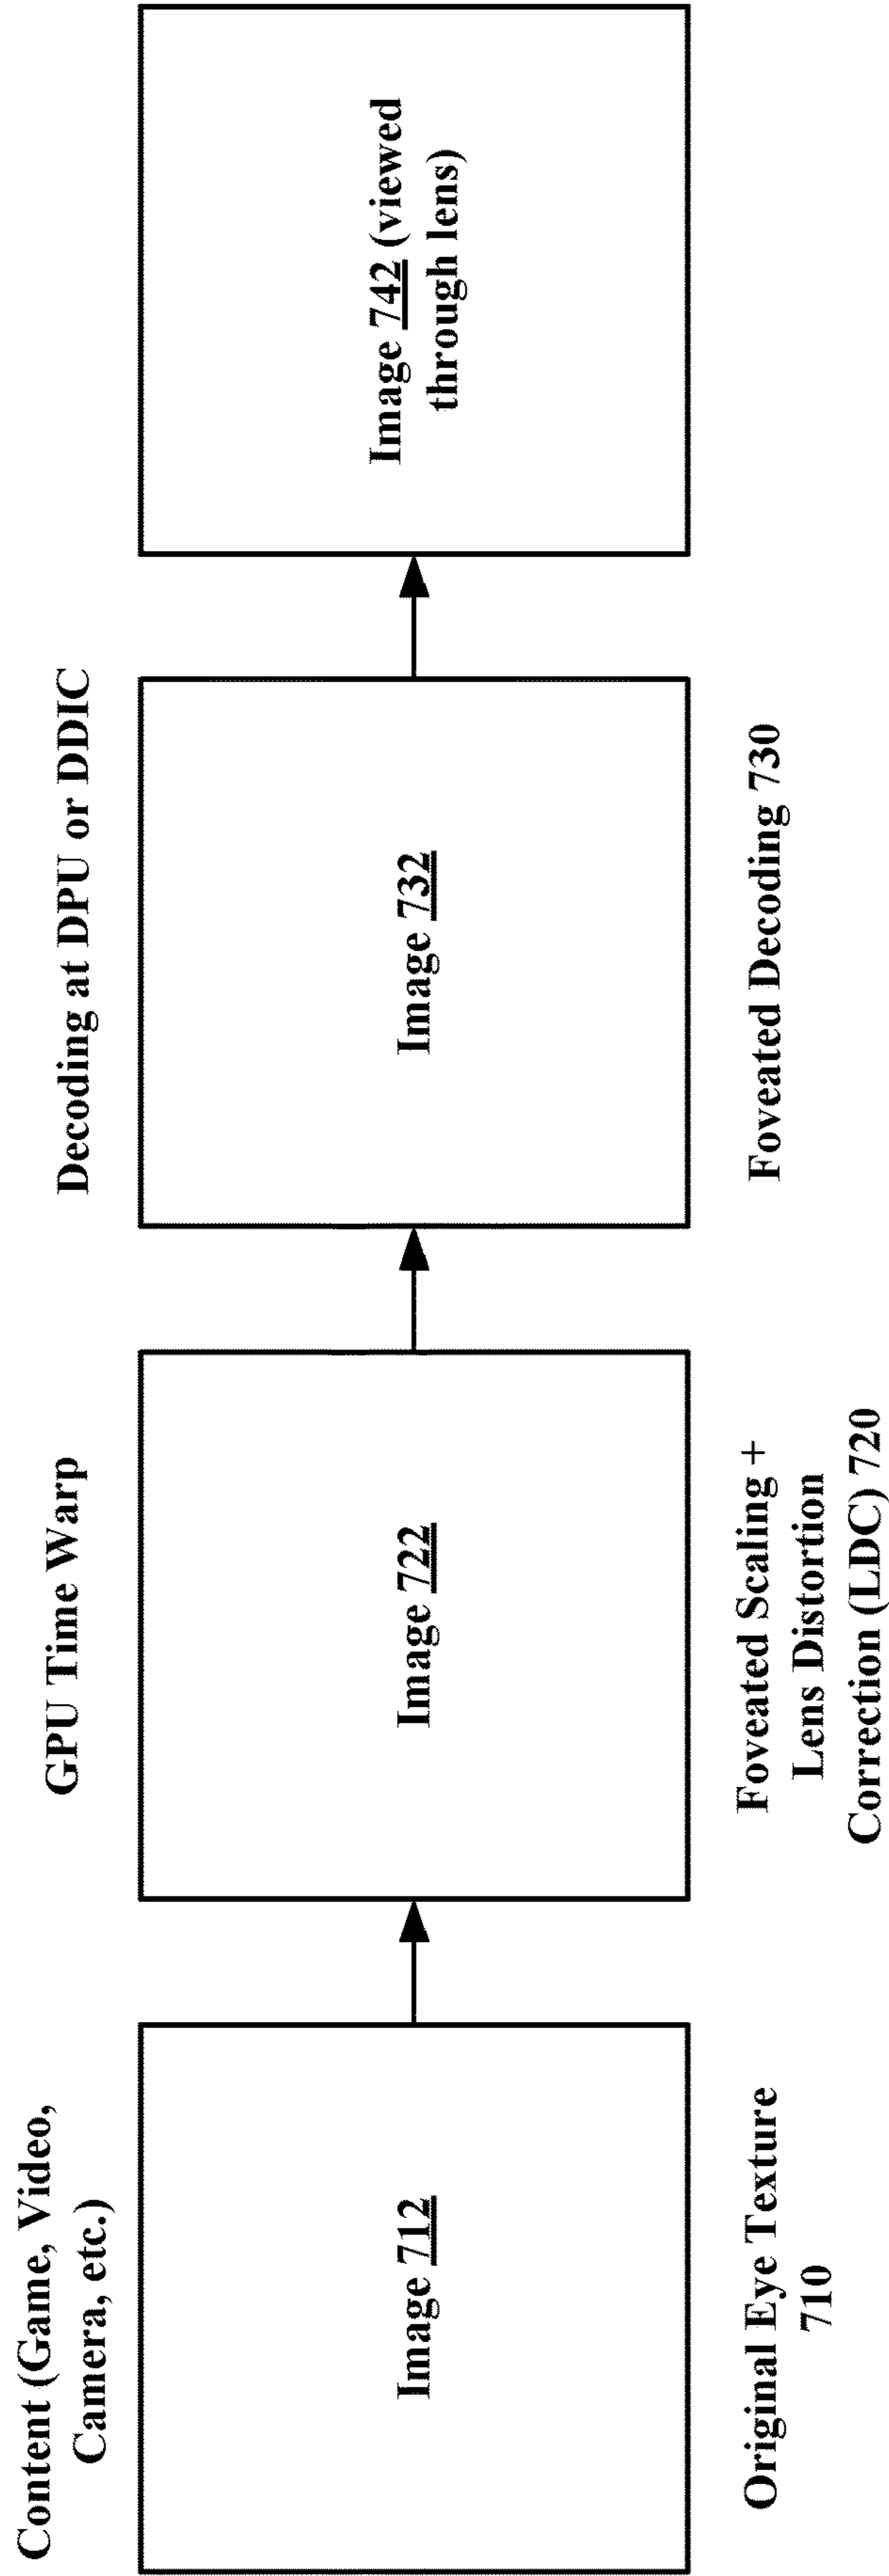 Content (Game, Video,
Camera, etc.)
Image 712
Original Eye Texture
710
GPU Time Warp
Image 722
Foveated Scaling +
Lens Distortion
Correction (LDC) 720
Decoding at DPU or DDIC
Image 732
Foveated Decoding 730
Image 742 (viewed
through lens)